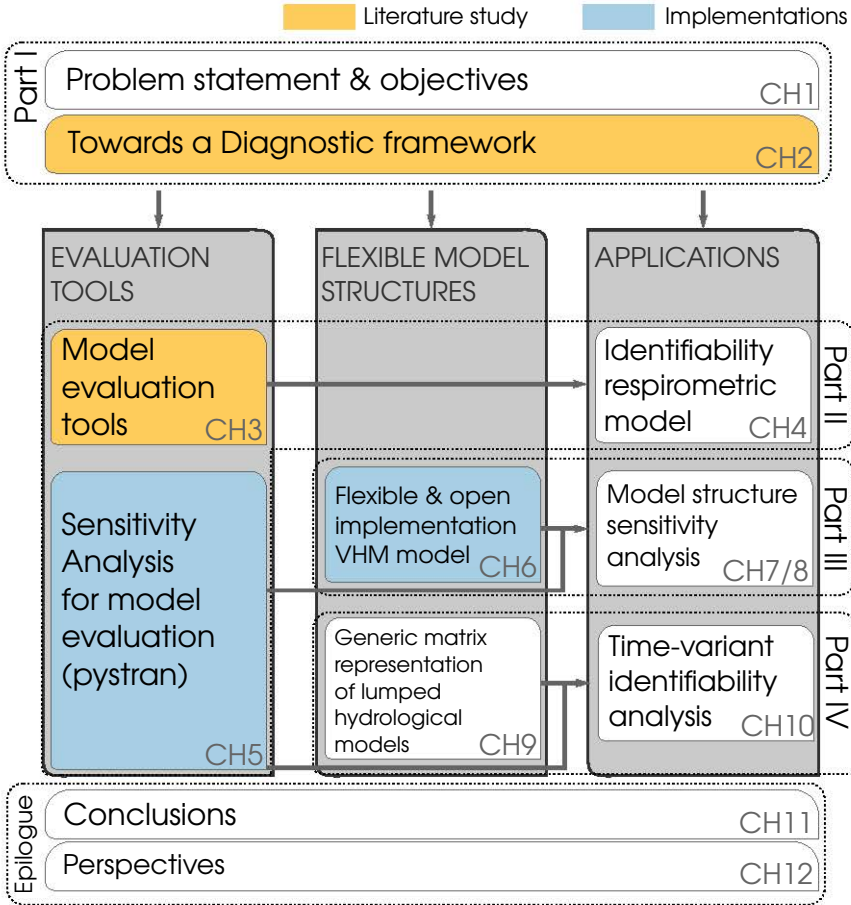 Literature study
Implementations
Part I
Problem statement & objectives
CH1
Towards a Diagnostic framework
CH2
EVALUATION
TOOLS
FLEXIBLE MODEL
STRUCTURES
APPLICATIONS
Model
evaluation
tools
CH3
Identifiability
respirometric
model
CH4
Part II
Sensitivity
Analysis
for model
evaluation
(pystran)
CH5
Flexible & open
implementation
VHM model
CH6
Model structure
sensitivity
analysis
CH7/8
Part III
Generic matrix
representation
of lumped
hydrological
models
CH9
Time-variant
identifiability
analysis
CH10
Part IV
Epilogue
Conclusions
CH11
Perspectives
CH12